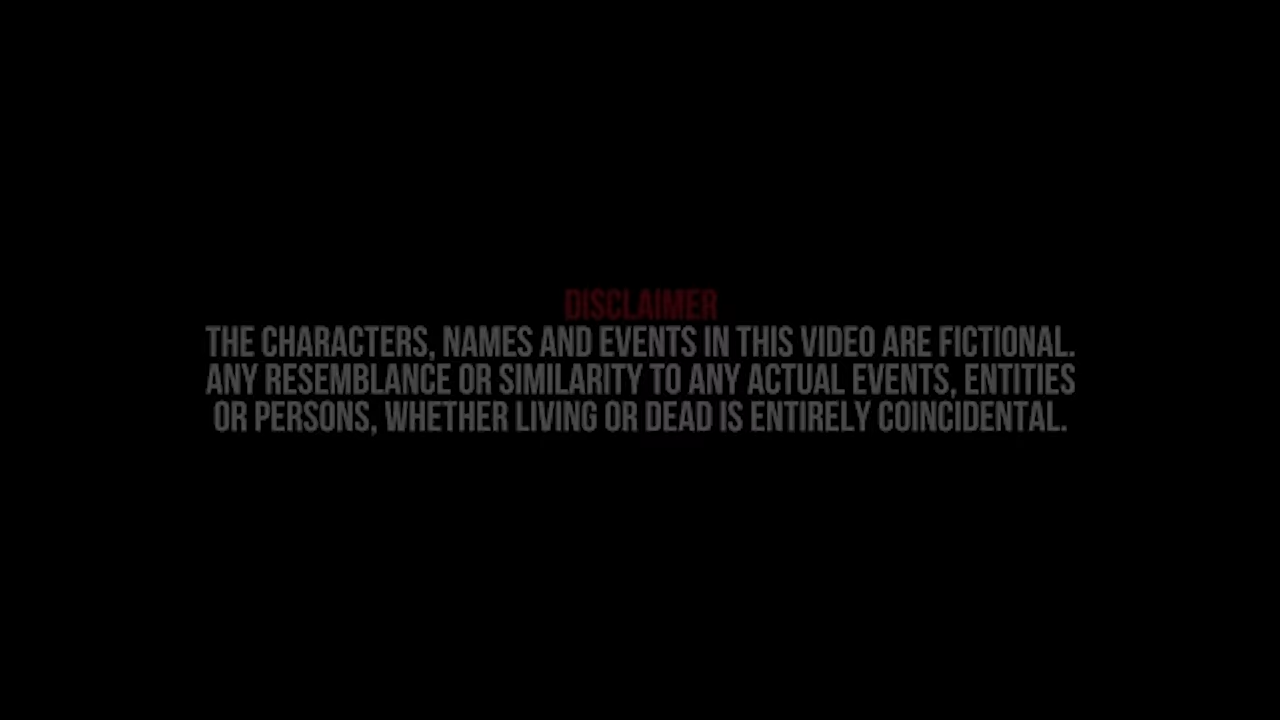 DISCLAIMER
THE CHARACTERS, NAMES AND EVENTS IN THIS VIDEO ARE FICTIONAL.
ANY RESEMBLANCE OR SIMILARITY TO ANY ACTUAL EVENTS, ENTITIES
OR PERSONS, WHETHER LIVING OR DEAD IS ENTIRELY COINCIDENTAL.